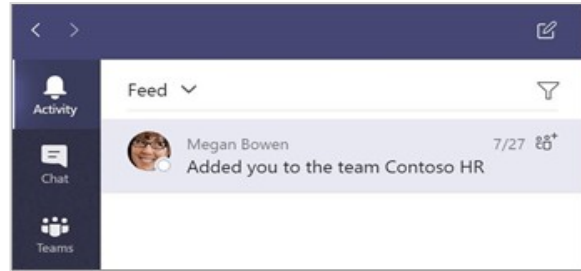 Activity
Chat
Teams
Feed
Megan Bowen 7/27
Added you to the team Contoso HR